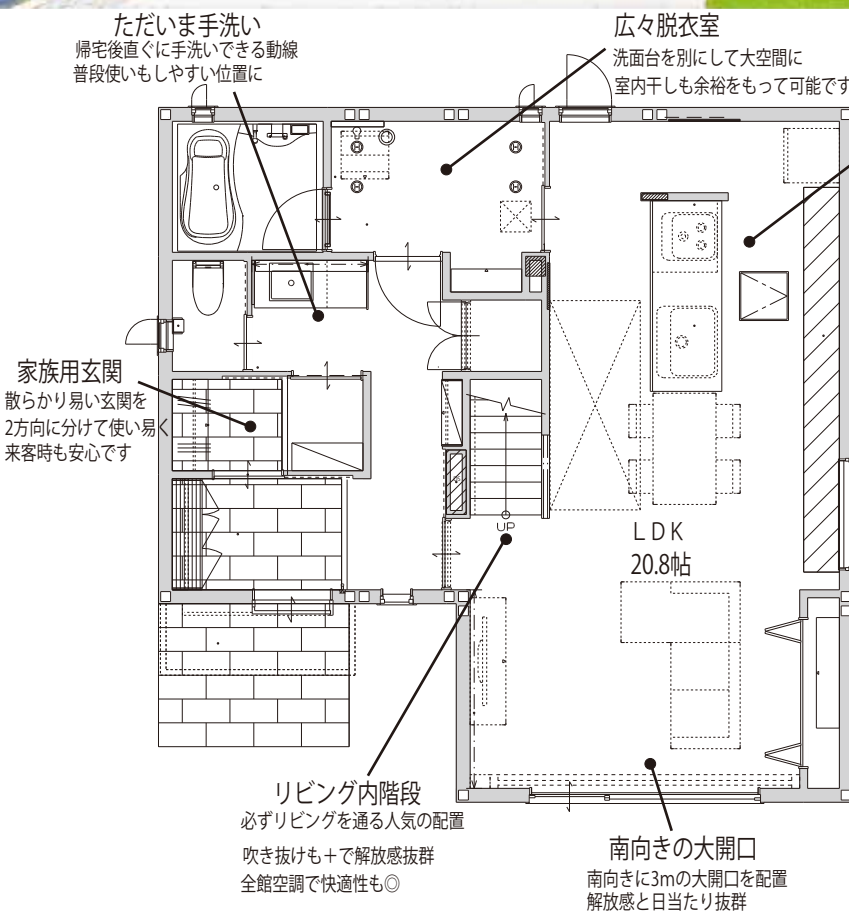 ただいま手洗い
帰宅後直ぐに手洗いできる動線
普段使いもしやすい位置に
広々脱衣室
洗面台を別にして大空間に
室内干しも余裕をもって可能です
家族用玄関
散らかり易い玄関を
2方向に分けて使い易く
来客時も安心です
UP
LDK
20.8帖
リビング内階段
必ずリビングを通る人気の配置
吹き抜けも+で解放感抜群
全館空調で快適性も◎
南向きの大開口
南向きに3mの大開口を配置
解放感と日当たり抜群